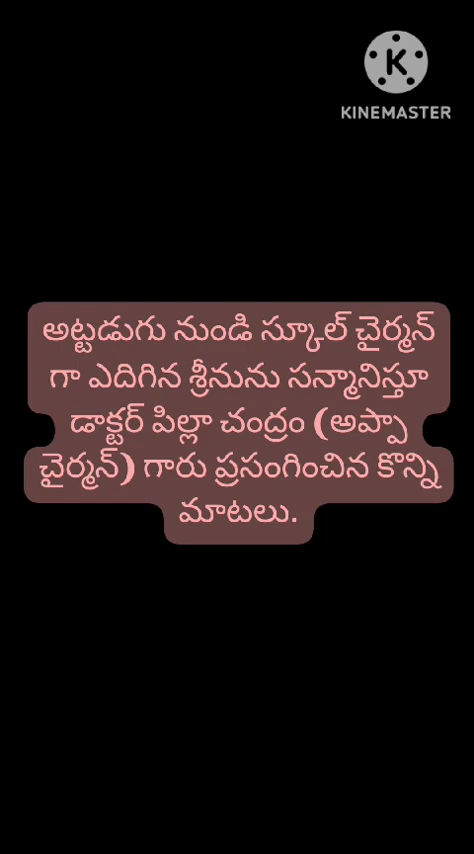 KINEMASTER
అట్టడుగు నుండి స్కూల్ చైర్మన్
గా ఎదిగిన శ్రీనును సన్మానిస్తూ
డాక్టర్ పిల్లా చంద్రం (అప్పా
చైర్మన్) గారు ప్రసంగించిన కొన్ని
మాటలు.